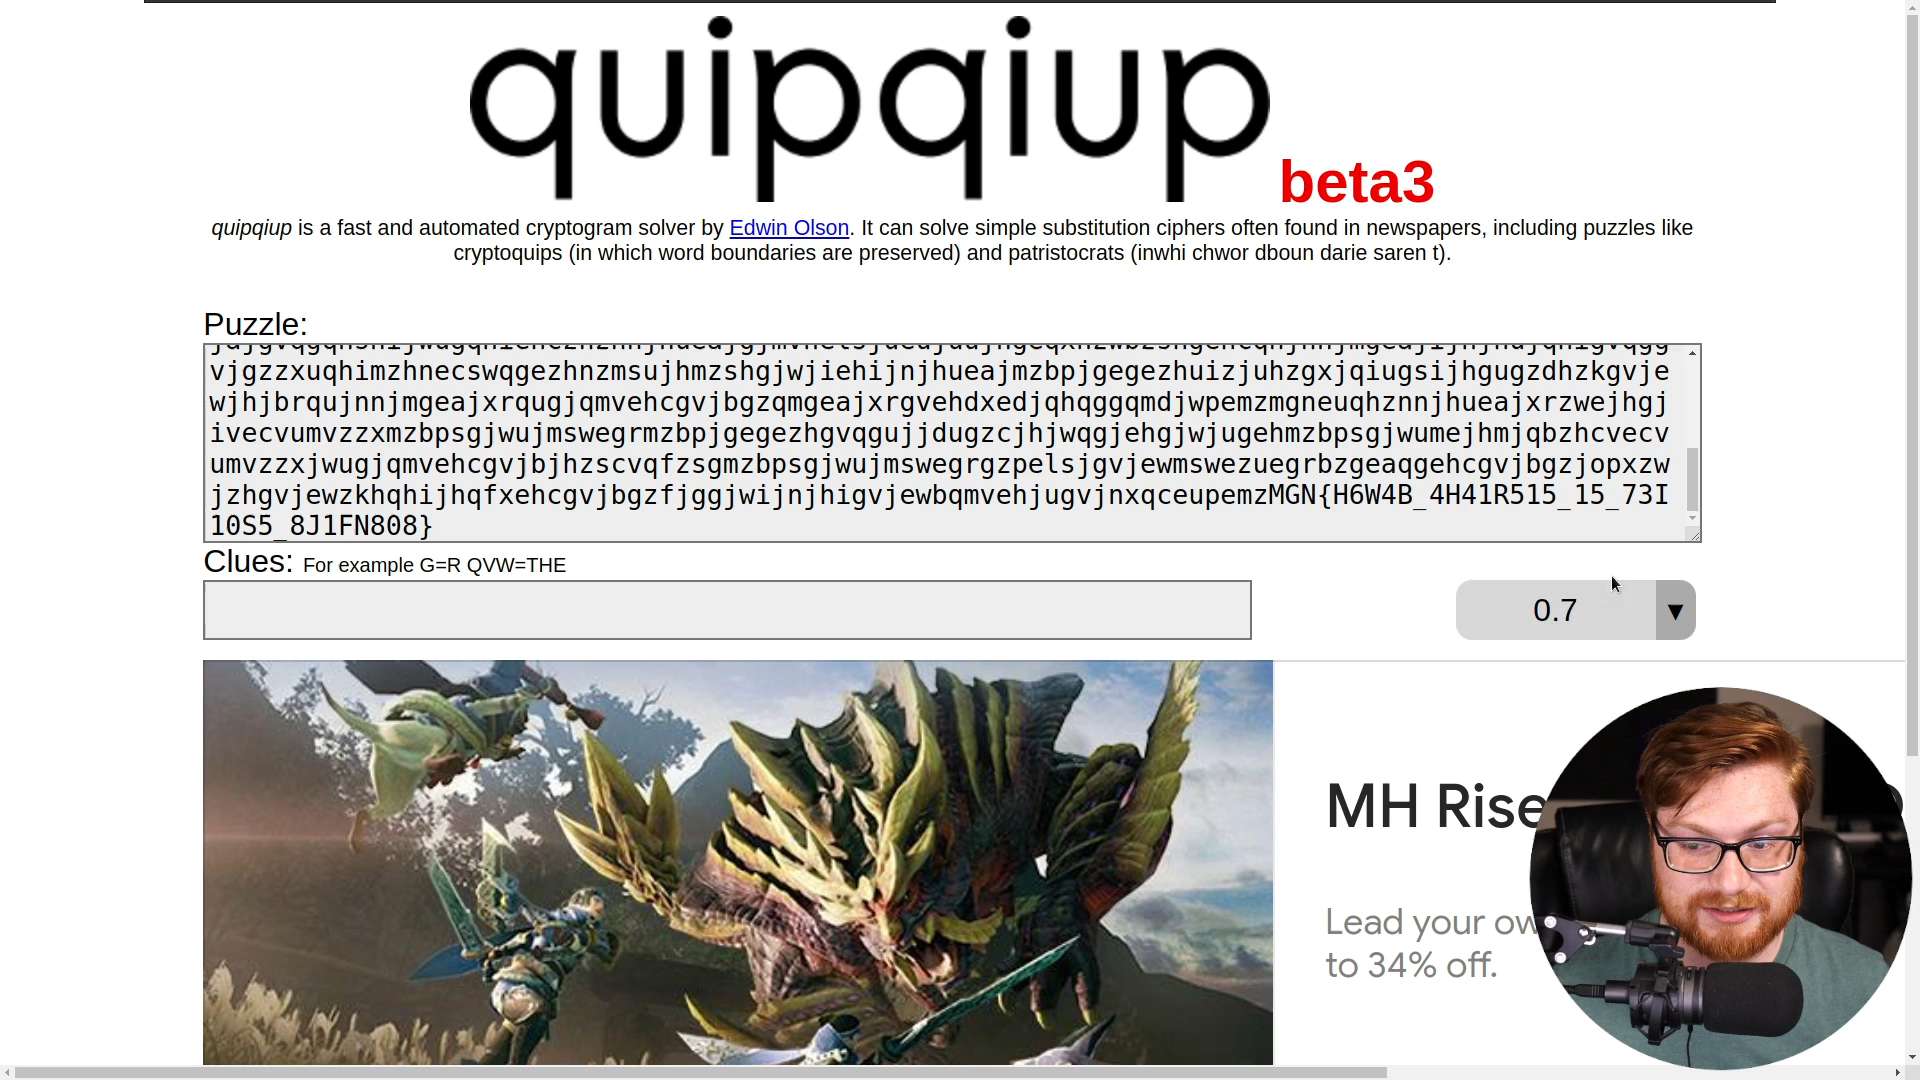 quipqiup beta3
quipqiup is a fast and automated cryptogram solver by Edwin Olson. It can solve simple substitution ciphers often found in newspapers, including puzzles like
cryptoquips (in which word boundaries are preserved) and patristocrats (inwhi chwor dboun darie saren t).
Puzzle:
vjgzzxuqhimzhnecswqgezhnzmsujhmzshgjwjiehijnjhueajmzbpjgegezhuizjuhzgxjqiugsijhgugzdhzkgvje
wjhjbrqujnnjmgeajxrqugjqmvehcgvjbgzqmgeajxrgvehdxedjqhqggqmdjwpemzmgneuqhznnjhueajxrzwejhgj
ivecvumvzzxmzbpsgjwujmswegrmzbpjgegezhgvqgujjdugzcjhjwqgjehgjwjugehmzbpsgjwumejhmjqbzhcvecv
umvzzxjwugjqmvehcgvjbjhzscvqfzsgmzbpsgjwujmswegrgzpelsjgvjewmswezuegrbzgeaqgehcgvjbgzjopxzw
jzhgvjewzkhqhijhqfxehcgvjbgzfjggjwijnjhigvjewbqmvehjugvjnxqceupemzMGN{H6W4B_4H41R515_15_73I
10S5_8J1FN808}
Clues: For example G=R QVW=THE
0.7 ▼
MH Rise
Lead your
to 34% off.